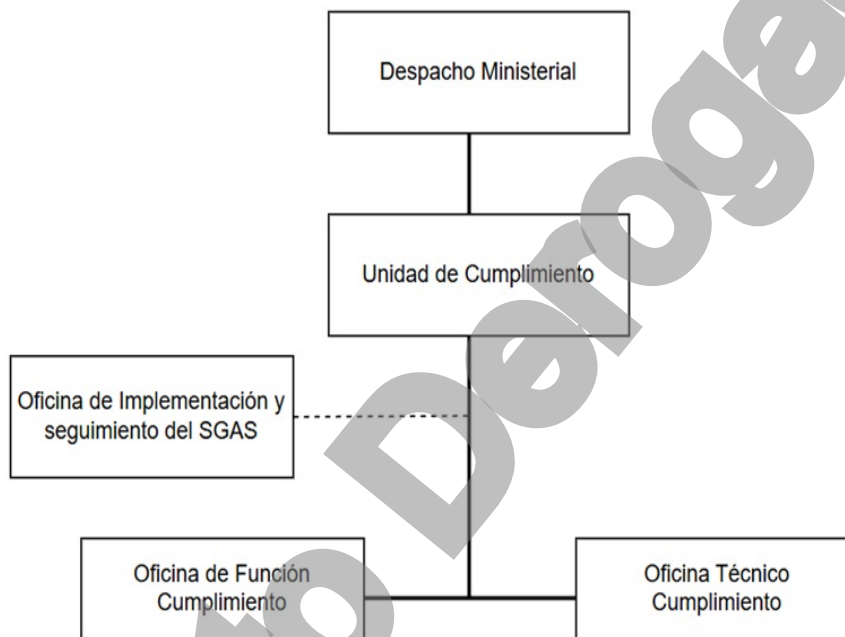 Despacho Ministerial
Unidad de Cumplimiento
Oficina de Implementación y
seguimiento del SGAS
Oficina de Función
Cumplimiento
Oficina Técnico
Cumplimiento